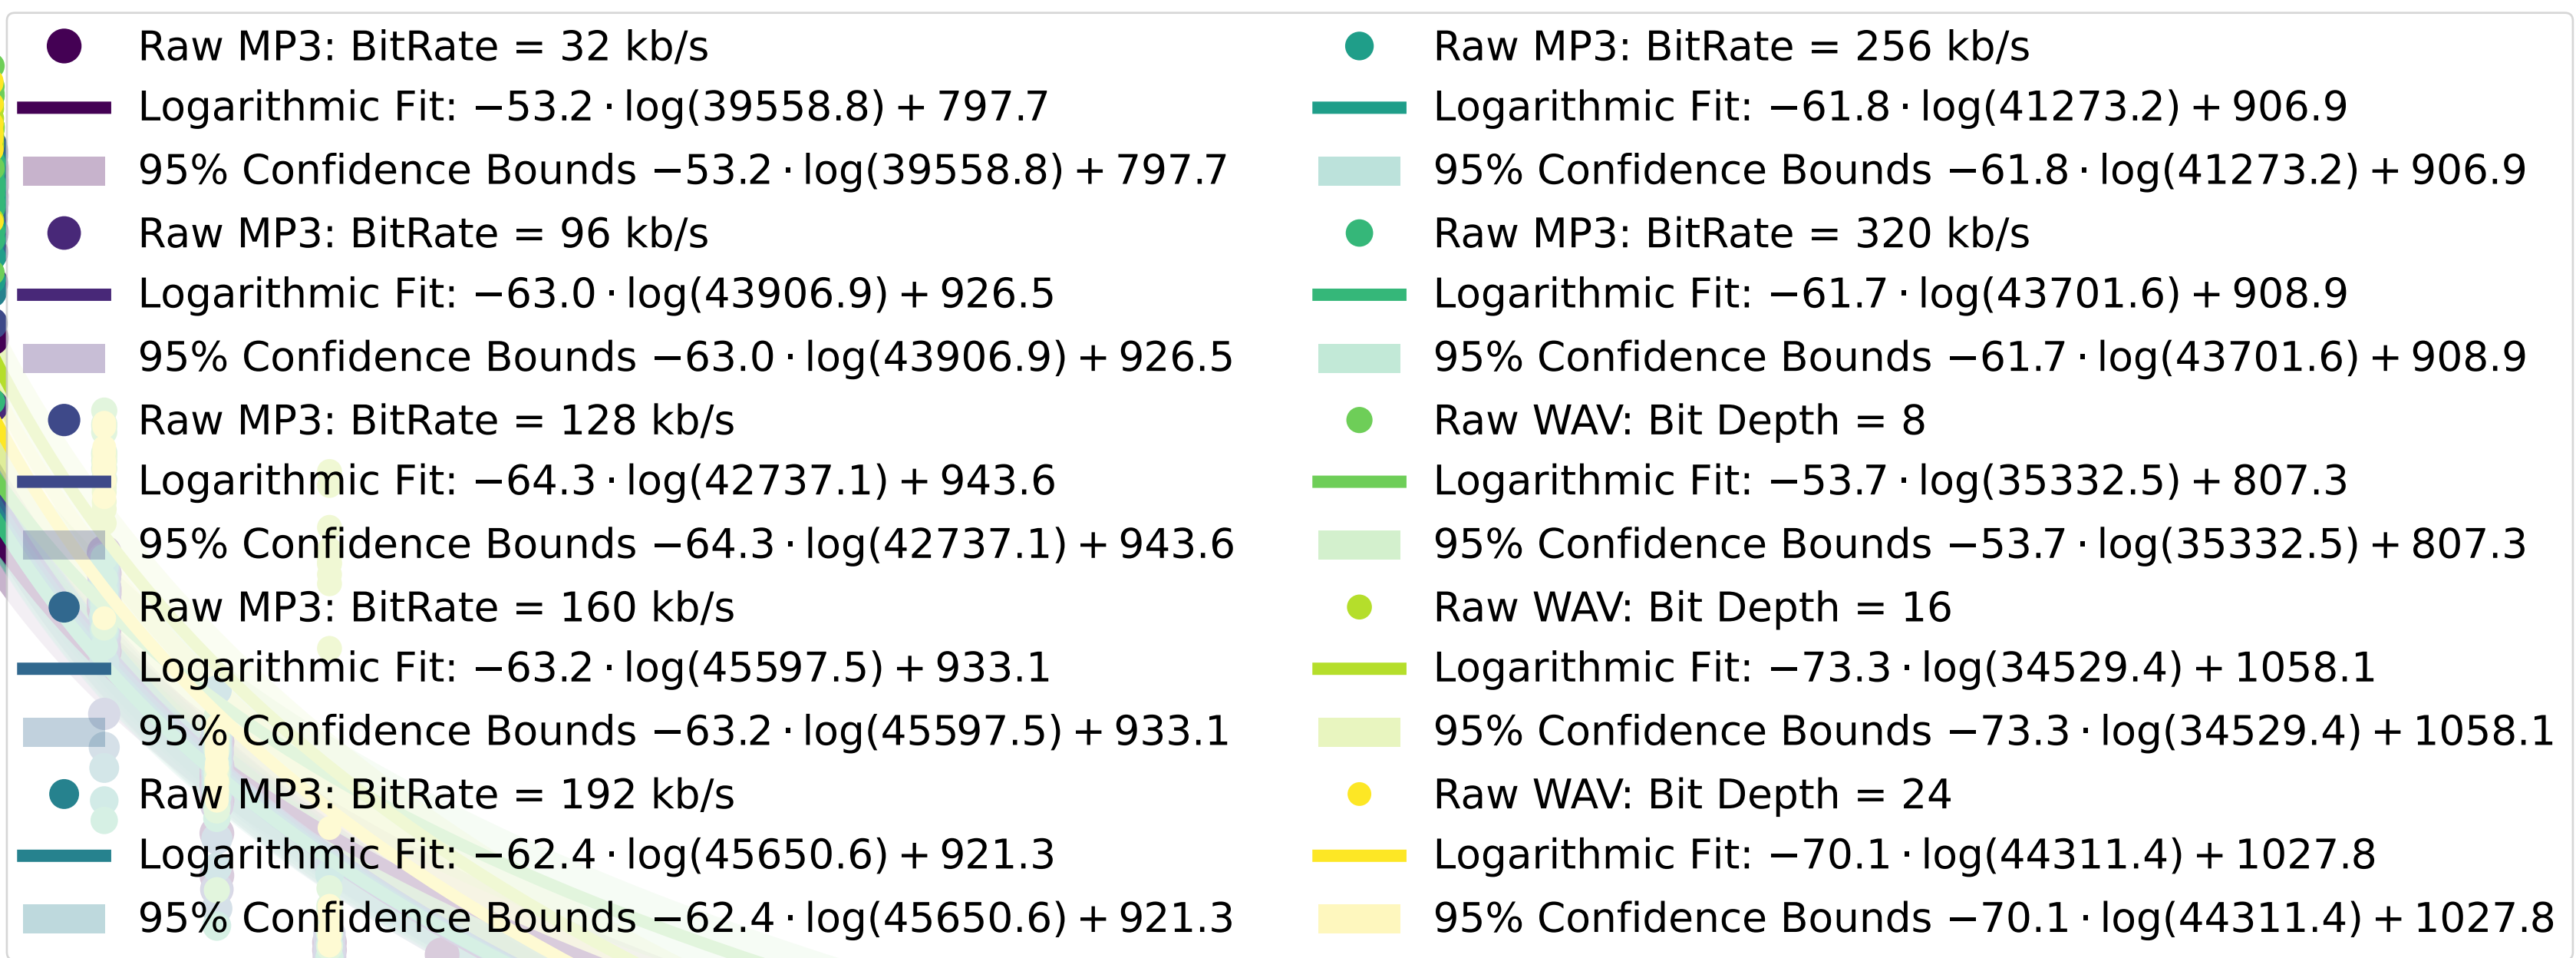 Raw MP3: BitRate = 32 kb/s
Logarithmic Fit: −53.2 · log(39558.8) + 797.7
95% Confidence Bounds −53.2 · log(39558.8) + 797.7
Raw MP3: BitRate = 96 kb/s
Logarithmic Fit: −63.0 · log(43906.9) + 926.5
95% Confidence Bounds −63.0 · log(43906.9) + 926.5
Raw MP3: BitRate = 128 kb/s
Logarithmic Fit: −64.3 · log(42737.1) + 943.6
95% Confidence Bounds −64.3 · log(42737.1) + 943.6
Raw MP3: BitRate = 160 kb/s
Logarithmic Fit: −63.2 · log(45597.5) + 933.1
95% Confidence Bounds −63.2 · log(45597.5) + 933.1
Raw MP3: BitRate = 192 kb/s
Logarithmic Fit: −62.4 · log(45650.6) + 921.3
95% Confidence Bounds −62.4 · log(45650.6) + 921.3
Raw MP3: BitRate = 256 kb/s
Logarithmic Fit: −61.8 · log(41273.2) + 906.9
95% Confidence Bounds −61.8 · log(41273.2) + 906.9
Raw MP3: BitRate = 320 kb/s
Logarithmic Fit: −61.7 · log(43701.6) + 908.9
95% Confidence Bounds −61.7 · log(43701.6) + 908.9
Raw WAV: Bit Depth = 8
Logarithmic Fit: −53.7 · log(35332.5) + 807.3
95% Confidence Bounds −53.7 · log(35332.5) + 807.3
Raw WAV: Bit Depth = 16
Logarithmic Fit: −73.3 · log(34529.4) + 1058.1
95% Confidence Bounds −73.3 · log(34529.4) + 1058.1
Raw WAV: Bit Depth = 24
Logarithmic Fit: −70.1 · log(44311.4) + 1027.8
95% Confidence Bounds −70.1 · log(44311.4) + 1027.8